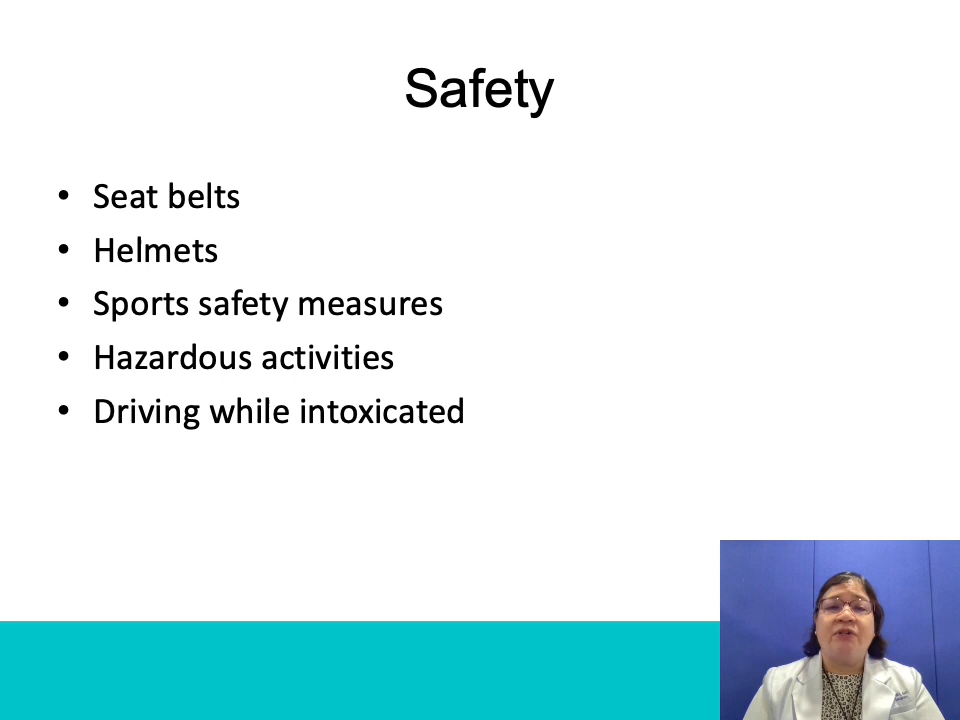 Safety
• Seat belts
• Helmets
• Sports safety measures
• Hazardous activities
• Driving while intoxicated